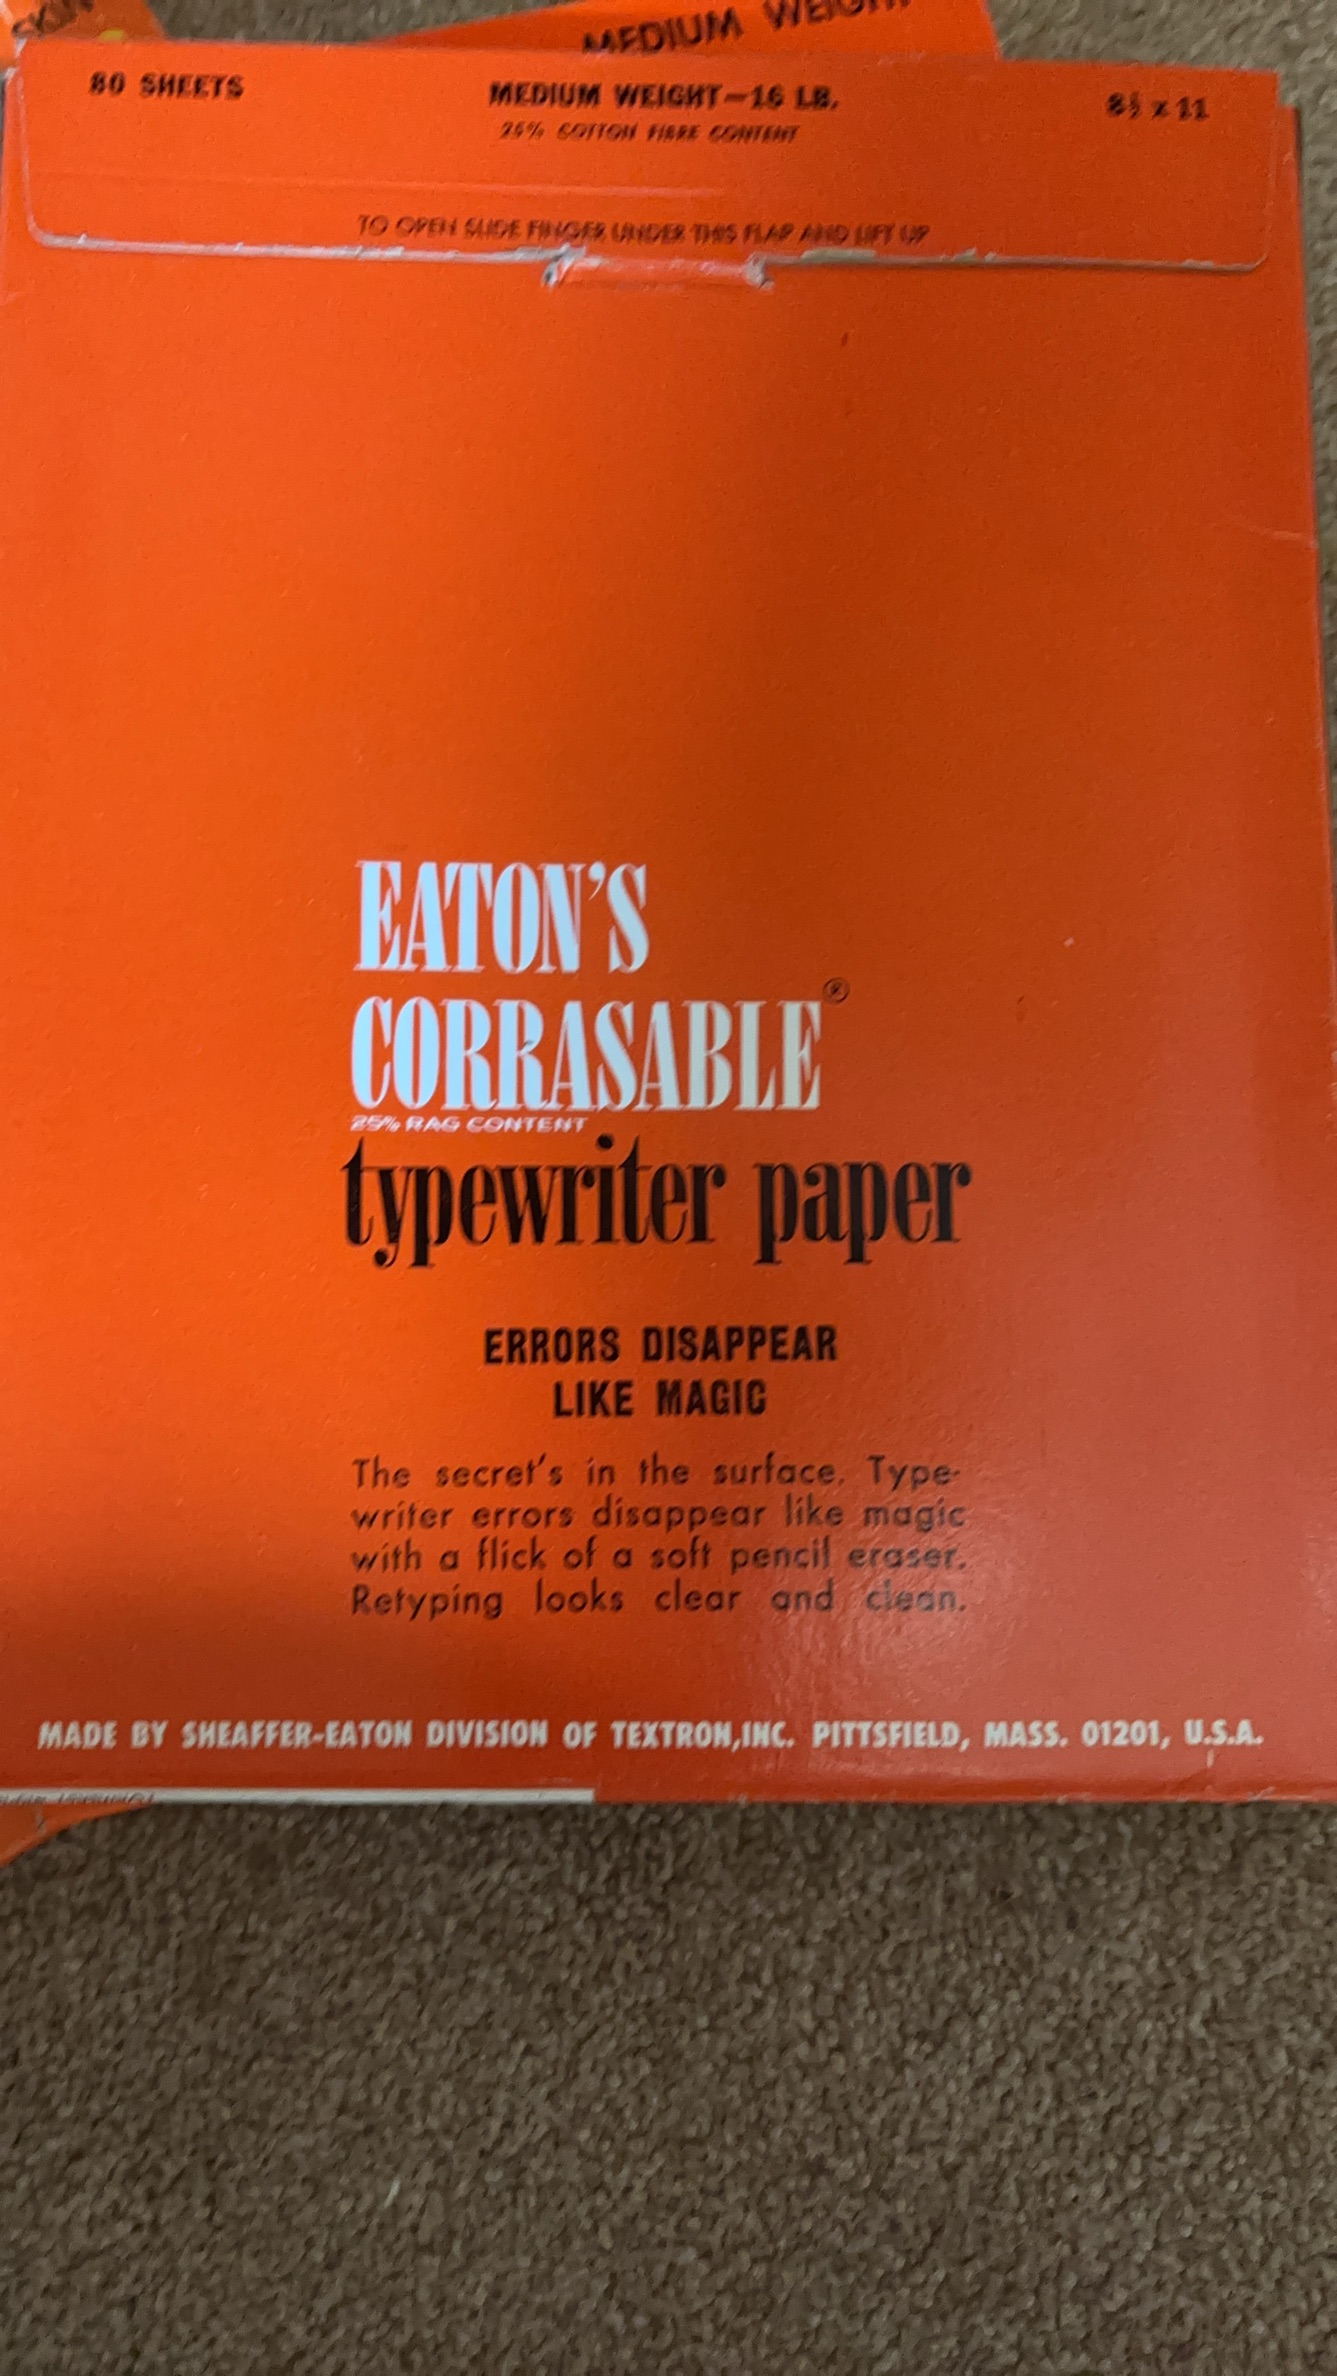 MEDIUM WEIGHT
80 SHEETS
MEDIUM WEIGHT—16 LB.
8½ x 11
25% COTTON FIBRE CONTENT
TO OPEN SLIDE FINGER UNDER THIS FLAP AND LIFT UP
EATON'S
CORRASABLE®
25% RAG CONTENT
typewriter paper
ERRORS DISAPPEAR
LIKE MAGIC
The secret's in the surface. Type-
writer errors disappear like magic
with a flick of a soft pencil eraser.
Retyping looks clear and clean.
MADE BY SHEAFFER-EATON DIVISION OF TEXTRON,INC. PITTSFIELD, MASS. 01201, U.S.A.